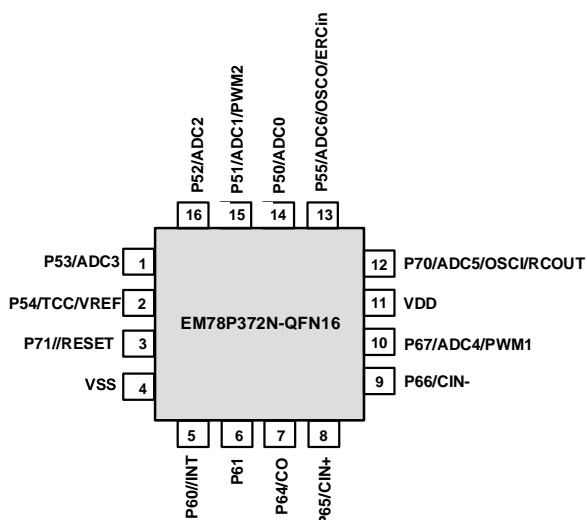 P52/ADC2
P51/ADC1/PWM2
P50/ADC0
P55/ADC6/OSCO/ERCin
16
15
14
13
P53/ADC3
1
P54/TCC/VREF
2
P71//RESET
3
VSS
4
EM78P372N-QFN16
12
P70/ADC5/OSCI/RCOUT
11
VDD
10
P67/ADC4/PWM1
9
P66/CIN-
5
6
7
8
P60//INT
P61
P64/CO
P65/CIN+